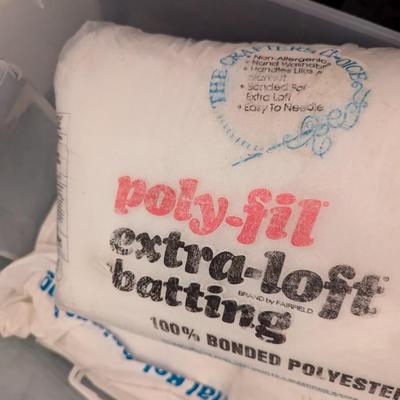 THE CRAFTER'S CHOICE
• Non-Allergenic
• Hand Washable
• Handles Like A
Blanket
• Bonded For
Extra Loft
• Easy To Needle
poly-fil
extra-loft
batting
BRAND by FAIRFIELD
100% BONDED POLYESTER